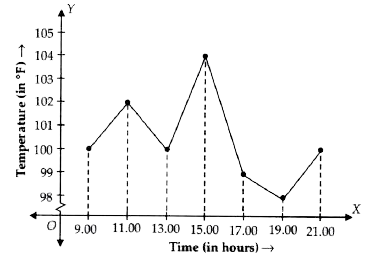 Y
105
104
103
102
101
100
99
98
Temperature (in °F) →
O
9.00 11.00 13.00 15.00 17.00 19.00 21.00
X
Time (in hours) →